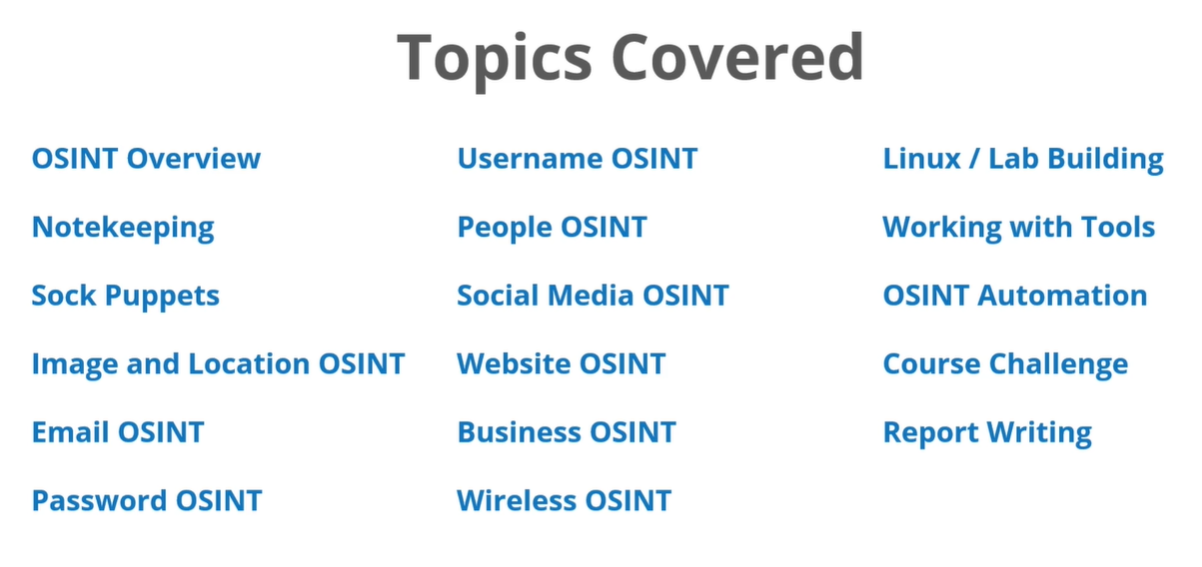 Topics Covered
OSINT Overview
Notekeeping
Sock Puppets
Image and Location OSINT
Email OSINT
Password OSINT
Username OSINT
People OSINT
Social Media OSINT
Website OSINT
Business OSINT
Wireless OSINT
Linux / Lab Building
Working with Tools
OSINT Automation
Course Challenge
Report Writing